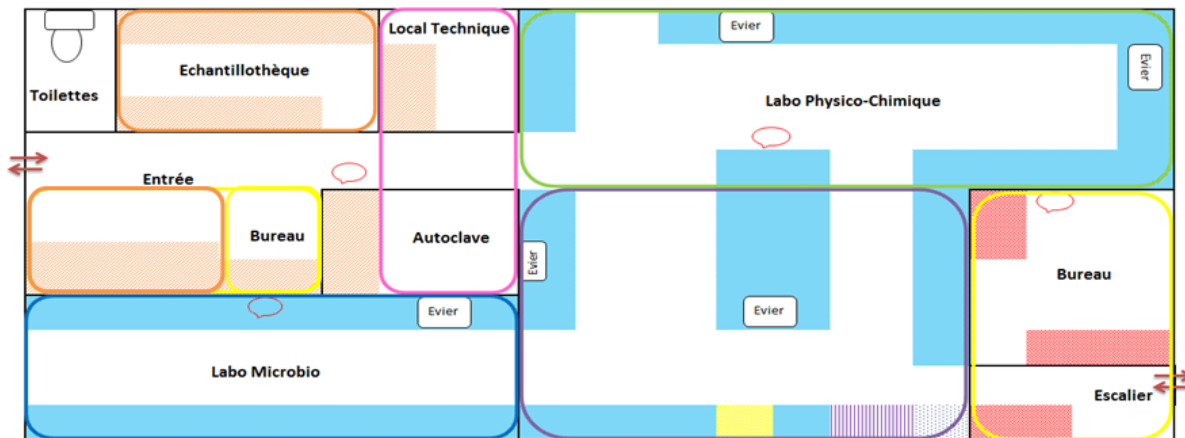 Local Technique
Evier
Echantillothèque
Evier
Toilettes
Labo Physico-Chimique
Entrée
Bureau
Autoclave
Evier
Bureau
Evier
Evier
Labo Microbio
Escalier